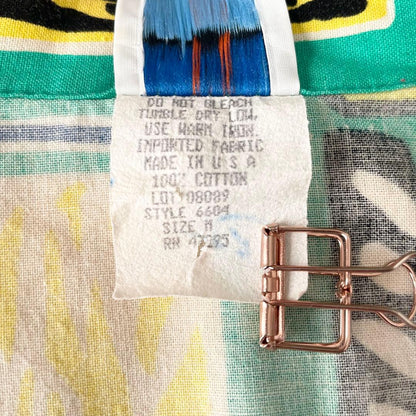 DO NOT BLEACH
TUMBLE DRY LOW,
USE WARM IRON.
IMPORTED FABRIC
MADE IN U S A
100% COTTON
LOT 08089
STYLE 6604
SIZE M
RN 47395